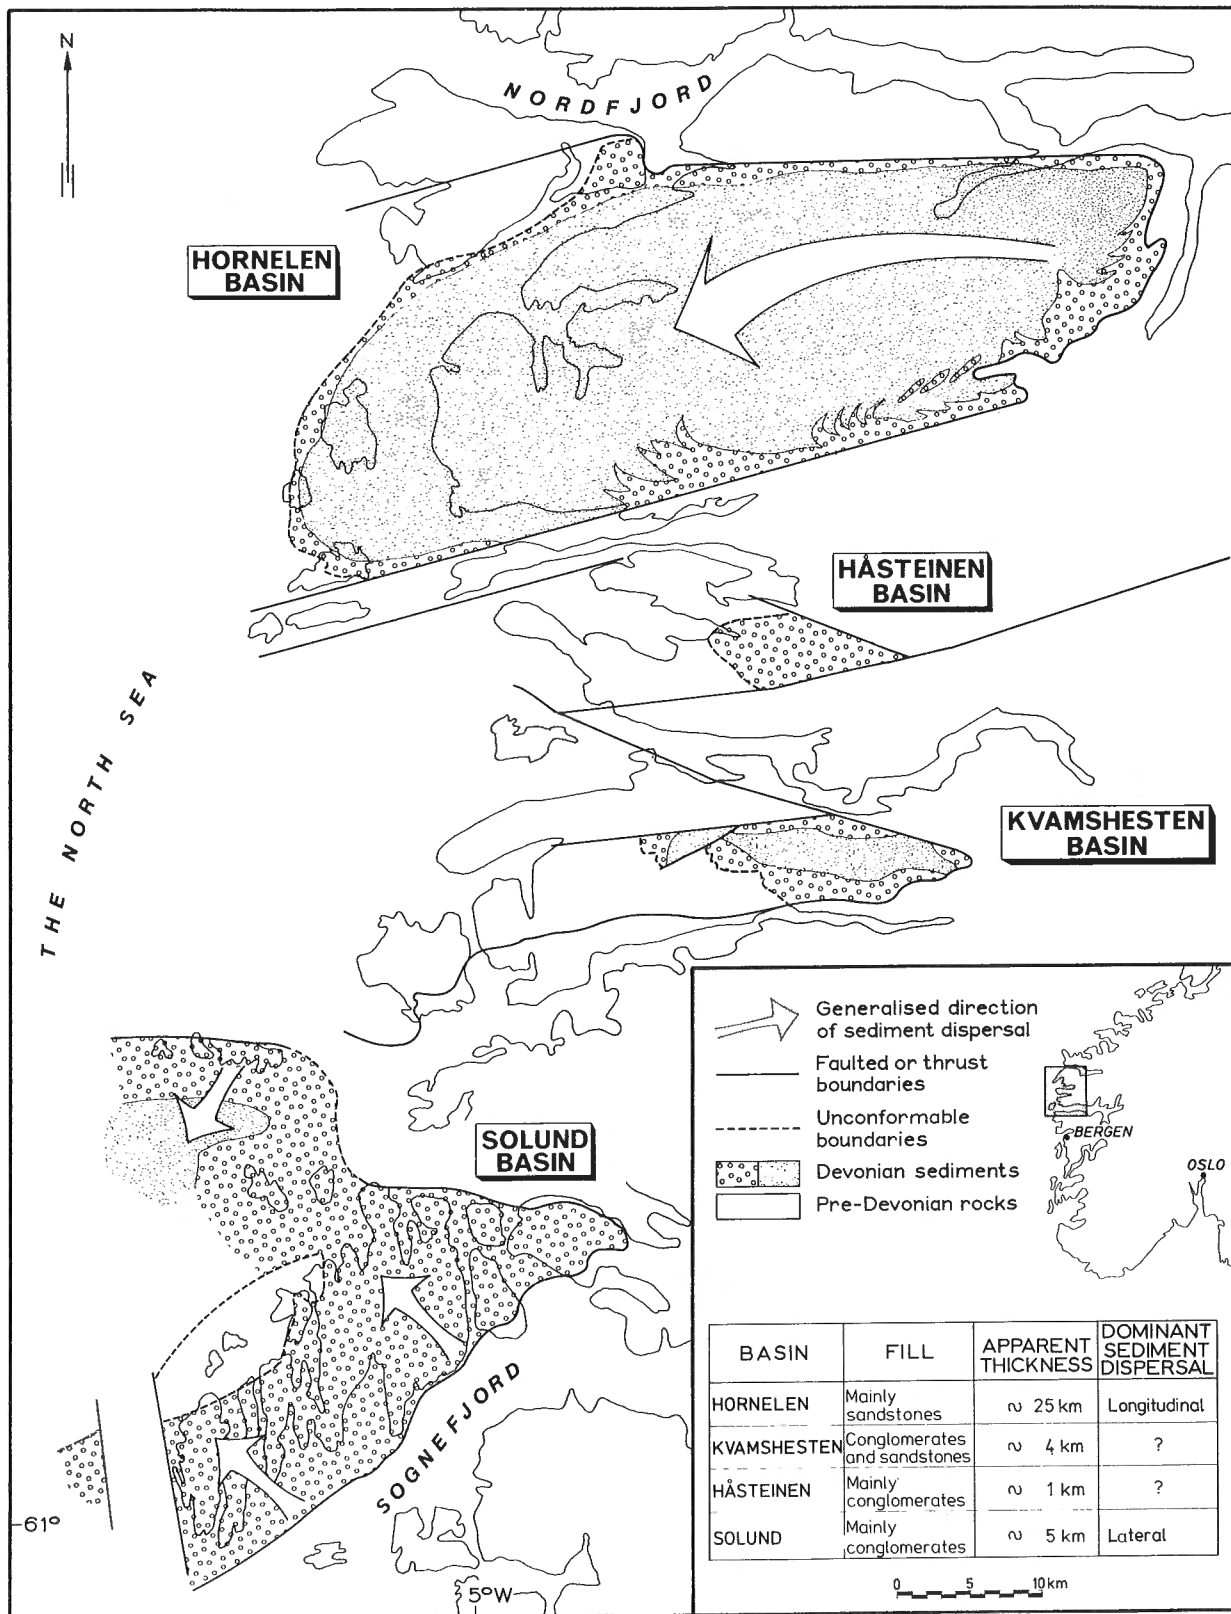 N
NORDFJORD
HORNELEN
BASIN
HÅSTEINEN
BASIN
THE NORTH SEA
KVAMSHESTEN
BASIN
SOLUND
BASIN
SOGNEFJORD
61°
5°W
Generalised direction
of sediment dispersal
Faulted or thrust
boundaries
Unconformable
boundaries
Devonian sediments
Pre-Devonian rocks
BERGEN
OSLO
BASIN FILL APPARENT THICKNESS DOMINANT SEDIMENT DISPERSAL
HORNELEN Mainly sandstones ~ 25 km Longitudinal
KVAMSHESTEN Conglomerates and sandstones ~ 4 km ?
HÅSTEINEN Mainly conglomerates ~ 1 km ?
SOLUND Mainly conglomerates ~ 5 km Lateral
0 5 10 km